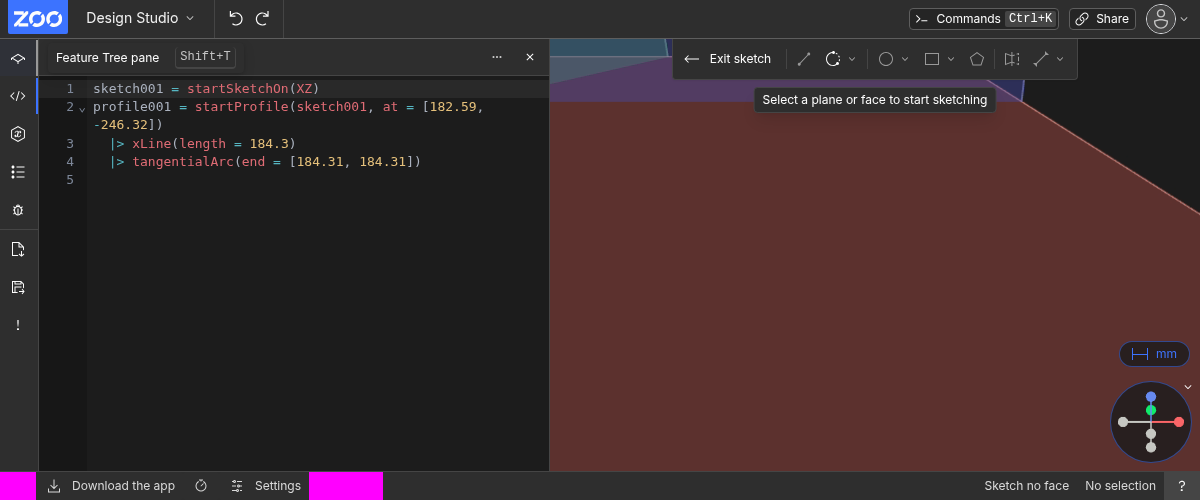 ZOO
Design Studio
Commands Ctrl+K
Share
Feature Tree pane Shift+T
Exit sketch
Select a plane or face to start sketching
1 sketch001 = startSketchOn(XZ)
2 profile001 = startProfile(sketch001, at = [182.59,
-246.32])
3 |> xLine(length = 184.3)
4 |> tangentialArc(end = [184.31, 184.31])
5
mm
Download the app
Settings
Sketch no face
No selection
?